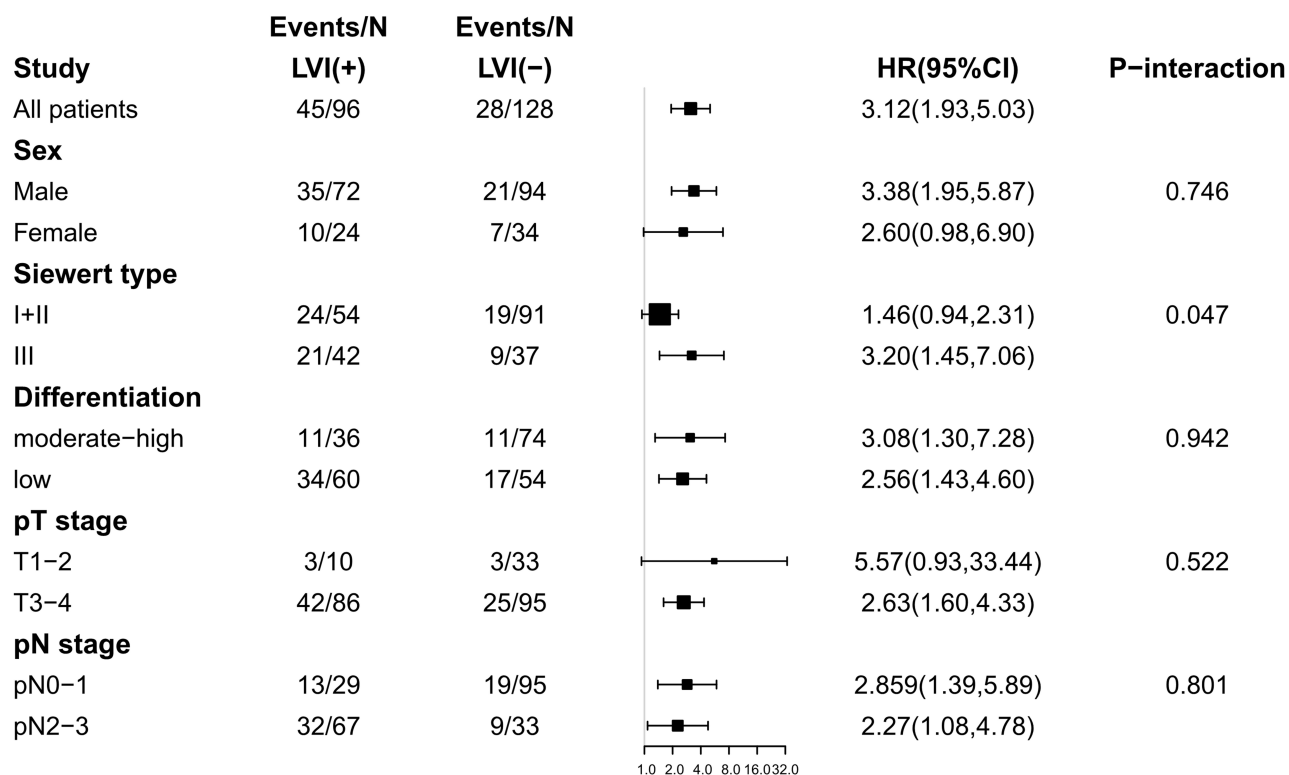 Events/N Events/N
Study LVI(+) LVI(−) HR(95%CI) P−interaction
All patients 45/96 28/128 3.12(1.93,5.03)
Sex
Male 35/72 21/94 3.38(1.95,5.87) 0.746
Female 10/24 7/34 2.60(0.98,6.90)
Siewert type
I+II 24/54 19/91 1.46(0.94,2.31) 0.047
III 21/42 9/37 3.20(1.45,7.06)
Differentiation
moderate−high 11/36 11/74 3.08(1.30,7.28) 0.942
low 34/60 17/54 2.56(1.43,4.60)
pT stage
T1−2 3/10 3/33 5.57(0.93,33.44) 0.522
T3−4 42/86 25/95 2.63(1.60,4.33)
pN stage
pN0−1 13/29 19/95 2.859(1.39,5.89) 0.801
pN2−3 32/67 9/33 2.27(1.08,4.78)
1.0 2.0 4.0 8.0 16.0 32.0